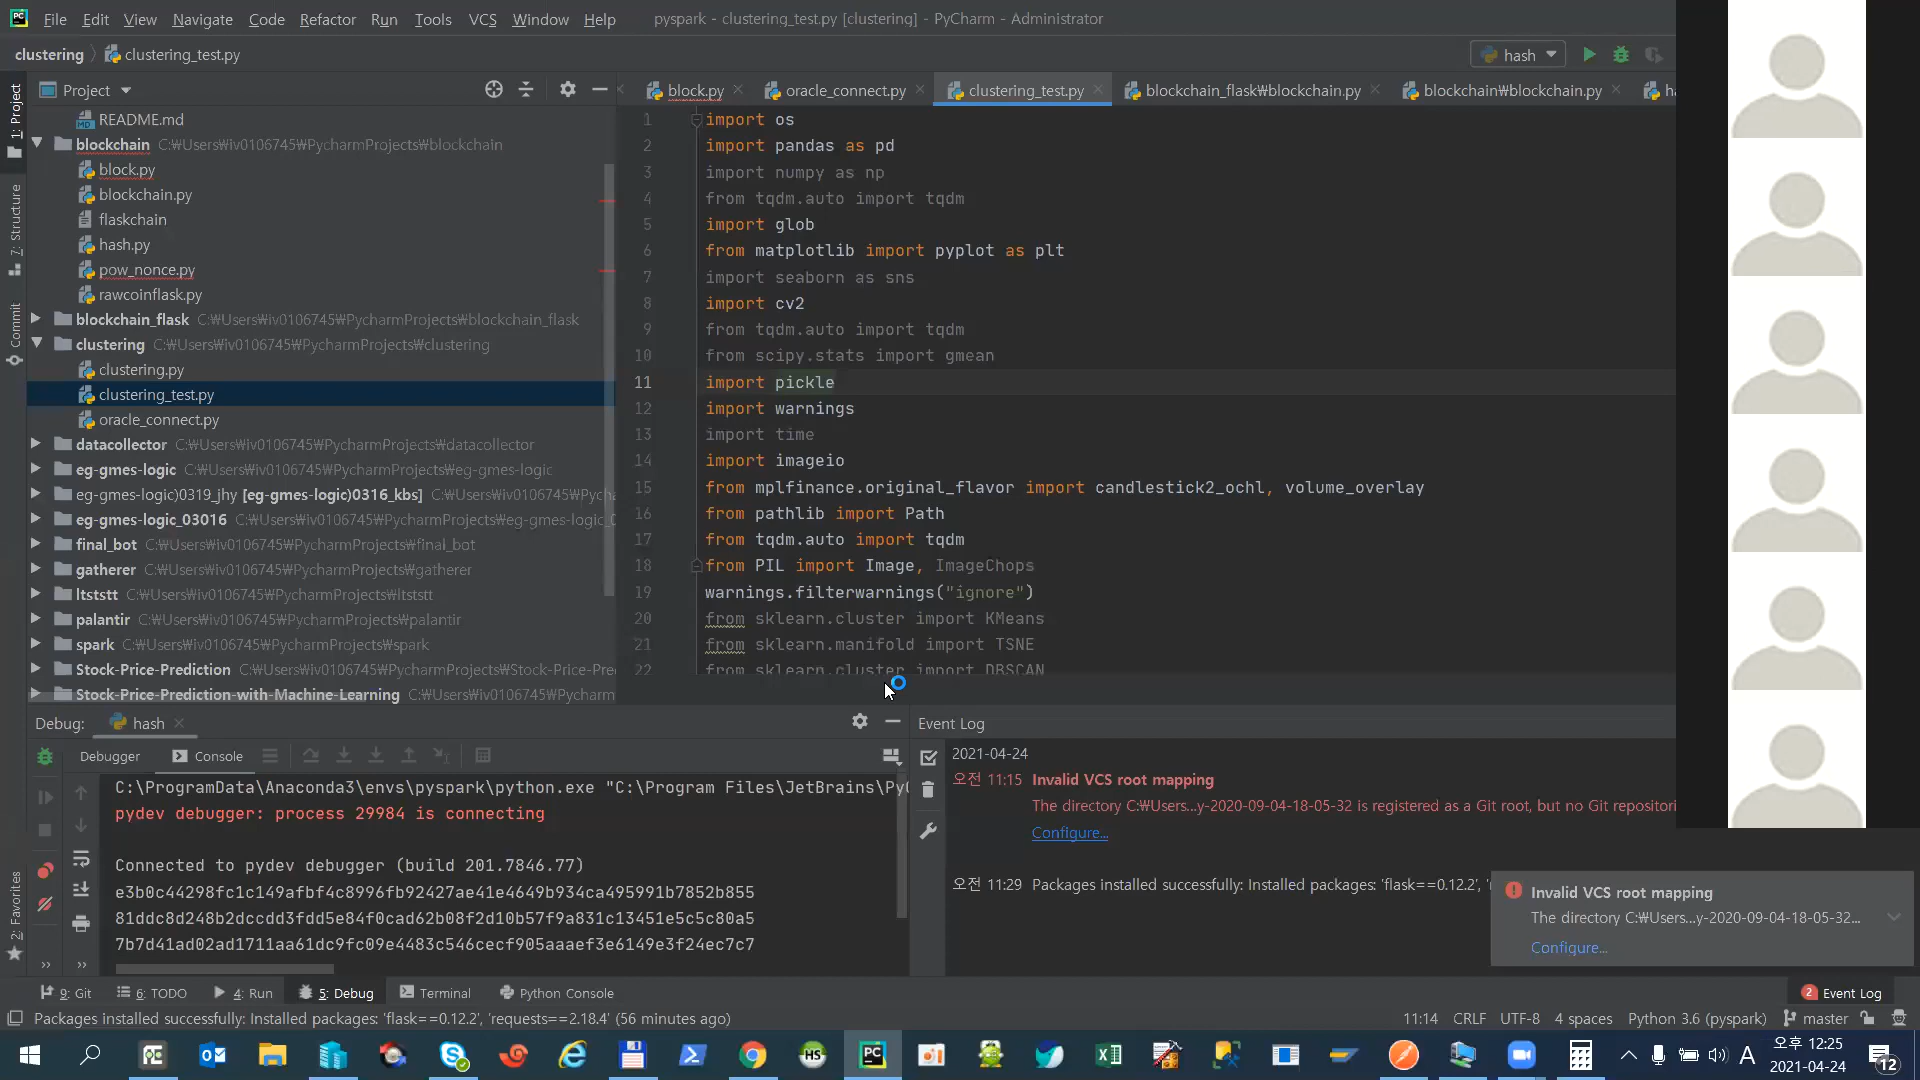 File Edit View Navigate Code Refactor Run Tools VCS Window Help pyspark - clustering_test.py [clustering] - PyCharm - Administrator
clustering clustering_test.py hash
Project block.py oracle_connect.py clustering_test.py blockchain_flask₩blockchain.py blockchain₩blockchain.py
1: Project
7: Structure
Commit
2: Favorites
README.md
blockchain C:₩Users₩iv0106745₩PycharmProjects₩blockchain
block.py
blockchain.py
flaskchain
hash.py
pow_nonce.py
rawcoinflask.py
blockchain_flask C:₩Users₩iv0106745₩PycharmProjects₩blockchain_flask
clustering C:₩Users₩iv0106745₩PycharmProjects₩clustering
clustering.py
clustering_test.py
oracle_connect.py
datacollector C:₩Users₩iv0106745₩PycharmProjects₩datacollector
eg-gmes-logic C:₩Users₩iv0106745₩PycharmProjects₩eg-gmes-logic
eg-gmes-logic)0319_jhy [eg-gmes-logic)0316_kbs] C:₩Users₩iv0106745₩Pycha
eg-gmes-logic_03016 C:₩Users₩iv0106745₩PycharmProjects₩eg-gmes-logic_0
final_bot C:₩Users₩iv0106745₩PycharmProjects₩final_bot
gatherer C:₩Users₩iv0106745₩PycharmProjects₩gatherer
ltststt C:₩Users₩iv0106745₩PycharmProjects₩ltststt
palantir C:₩Users₩iv0106745₩PycharmProjects₩palantir
spark C:₩Users₩iv0106745₩PycharmProjects₩spark
Stock-Price-Prediction C:₩Users₩iv0106745₩PycharmProjects₩Stock-Price-Pre
Stock-Price-Prediction-with-Machine-Learning C:₩Users₩iv0106745₩Pycharm
1 import os
2 import pandas as pd
3 import numpy as np
4 from tqdm.auto import tqdm
5 import glob
6 from matplotlib import pyplot as plt
7 import seaborn as sns
8 import cv2
9 from tqdm.auto import tqdm
10 from scipy.stats import gmean
11 import pickle
12 import warnings
13 import time
14 import imageio
15 from mplfinance.original_flavor import candlestick2_ochl, volume_overlay
16 from pathlib import Path
17 from tqdm.auto import tqdm
18 from PIL import Image, ImageChops
19 warnings.filterwarnings("ignore")
20 from sklearn.cluster import KMeans
21 from sklearn.manifold import TSNE
22 from sklearn.cluster import DBSCAN
Debug: hash
Debugger Console
C:\ProgramData\Anaconda3\envs\pyspark\python.exe "C:\Program Files\JetBrains\PyC
pydev debugger: process 29984 is connecting
Connected to pydev debugger (build 201.7846.77)
e3b0c44298fc1c149afbf4c8996fb92427ae41e4649b934ca495991b7852b855
81ddc8d248b2dccdd3fdd5e84f0cad62b08f2d10b57f9a831c13451e5c5c80a5
7b7d41ad02ad1711aa61dc9fc09e4483c546cecf905aaaef3e6149e3f24ec7c7
Event Log
2021-04-24
오전 11:15 Invalid VCS root mapping
The directory C:₩Users...y-2020-09-04-18-05-32 is registered as a Git root, but no Git repositori
Configure...
오전 11:29 Packages installed successfully: Installed packages: 'flask==0.12.2',
Invalid VCS root mapping
The directory C:₩Users...y-2020-09-04-18-05-32...
Configure...
9: Git 6: TODO 4: Run 5: Debug Terminal Python Console 2 Event Log
Packages installed successfully: Installed packages: 'flask==0.12.2', 'requests==2.18.4' (56 minutes ago) 11:14 CRLF UTF-8 4 spaces Python 3.6 (pyspark) master
A 오후 12:25
2021-04-24
12